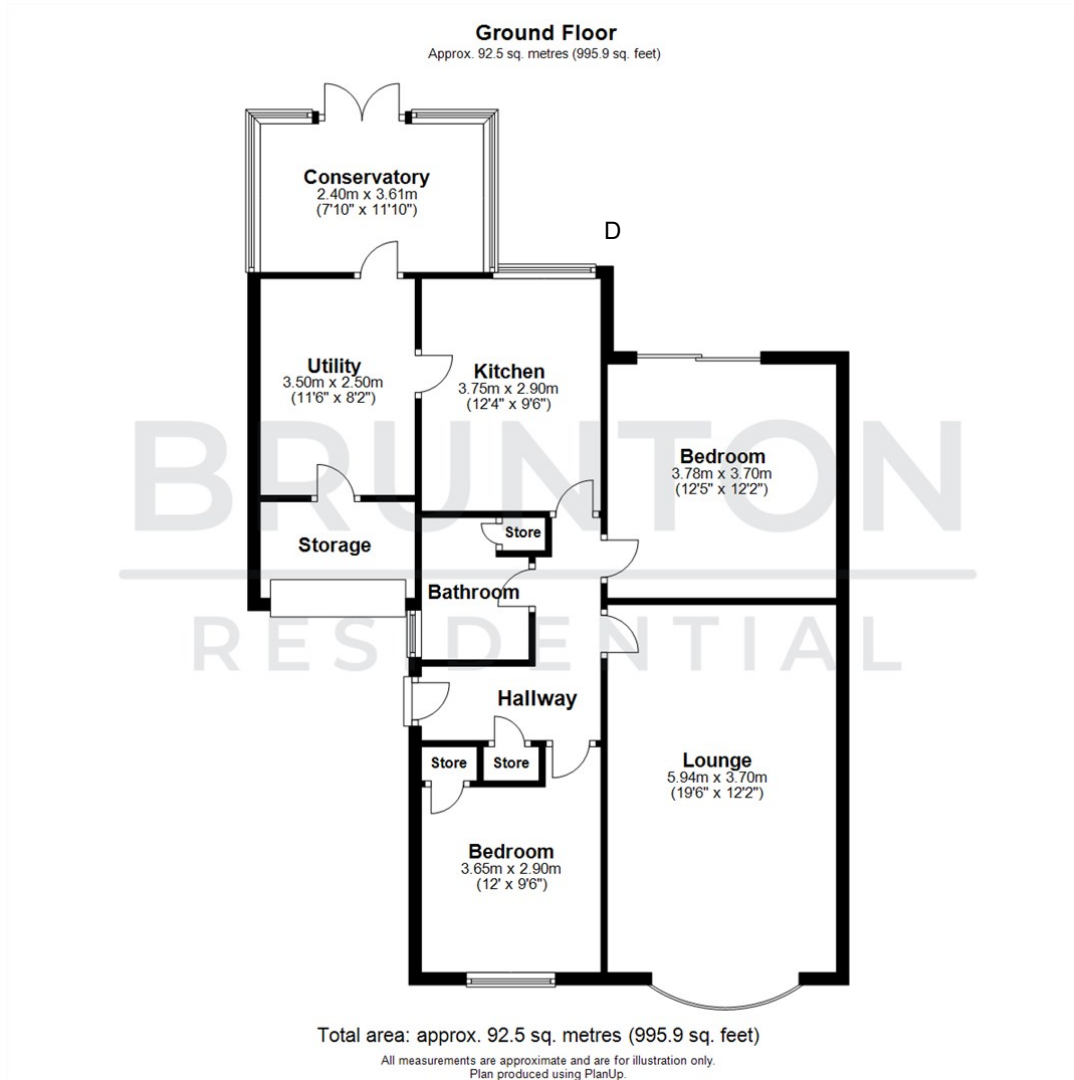 Ground Floor
Approx. 92.5 sq. metres (995.9 sq. feet)
Conservatory
2.40m x 3.61m
(7'10" x 11'10")
D
Utility
3.50m x 2.50m
(11'6" x 8'2")
Kitchen
3.75m x 2.90m
(12'4" x 9'6")
Bedroom
3.78m x 3.70m
(12'5" x 12'2")
BRUNTON
RESIDENTIAL
Storage
Store
Bathroom
Hallway
Store
Store
Lounge
5.94m x 3.70m
(19'6" x 12'2")
Bedroom
3.65m x 2.90m
(12' x 9'6")
Total area: approx. 92.5 sq. metres (995.9 sq. feet)
All measurements are approximate and are for illustration only.
Plan produced using PlanUp.